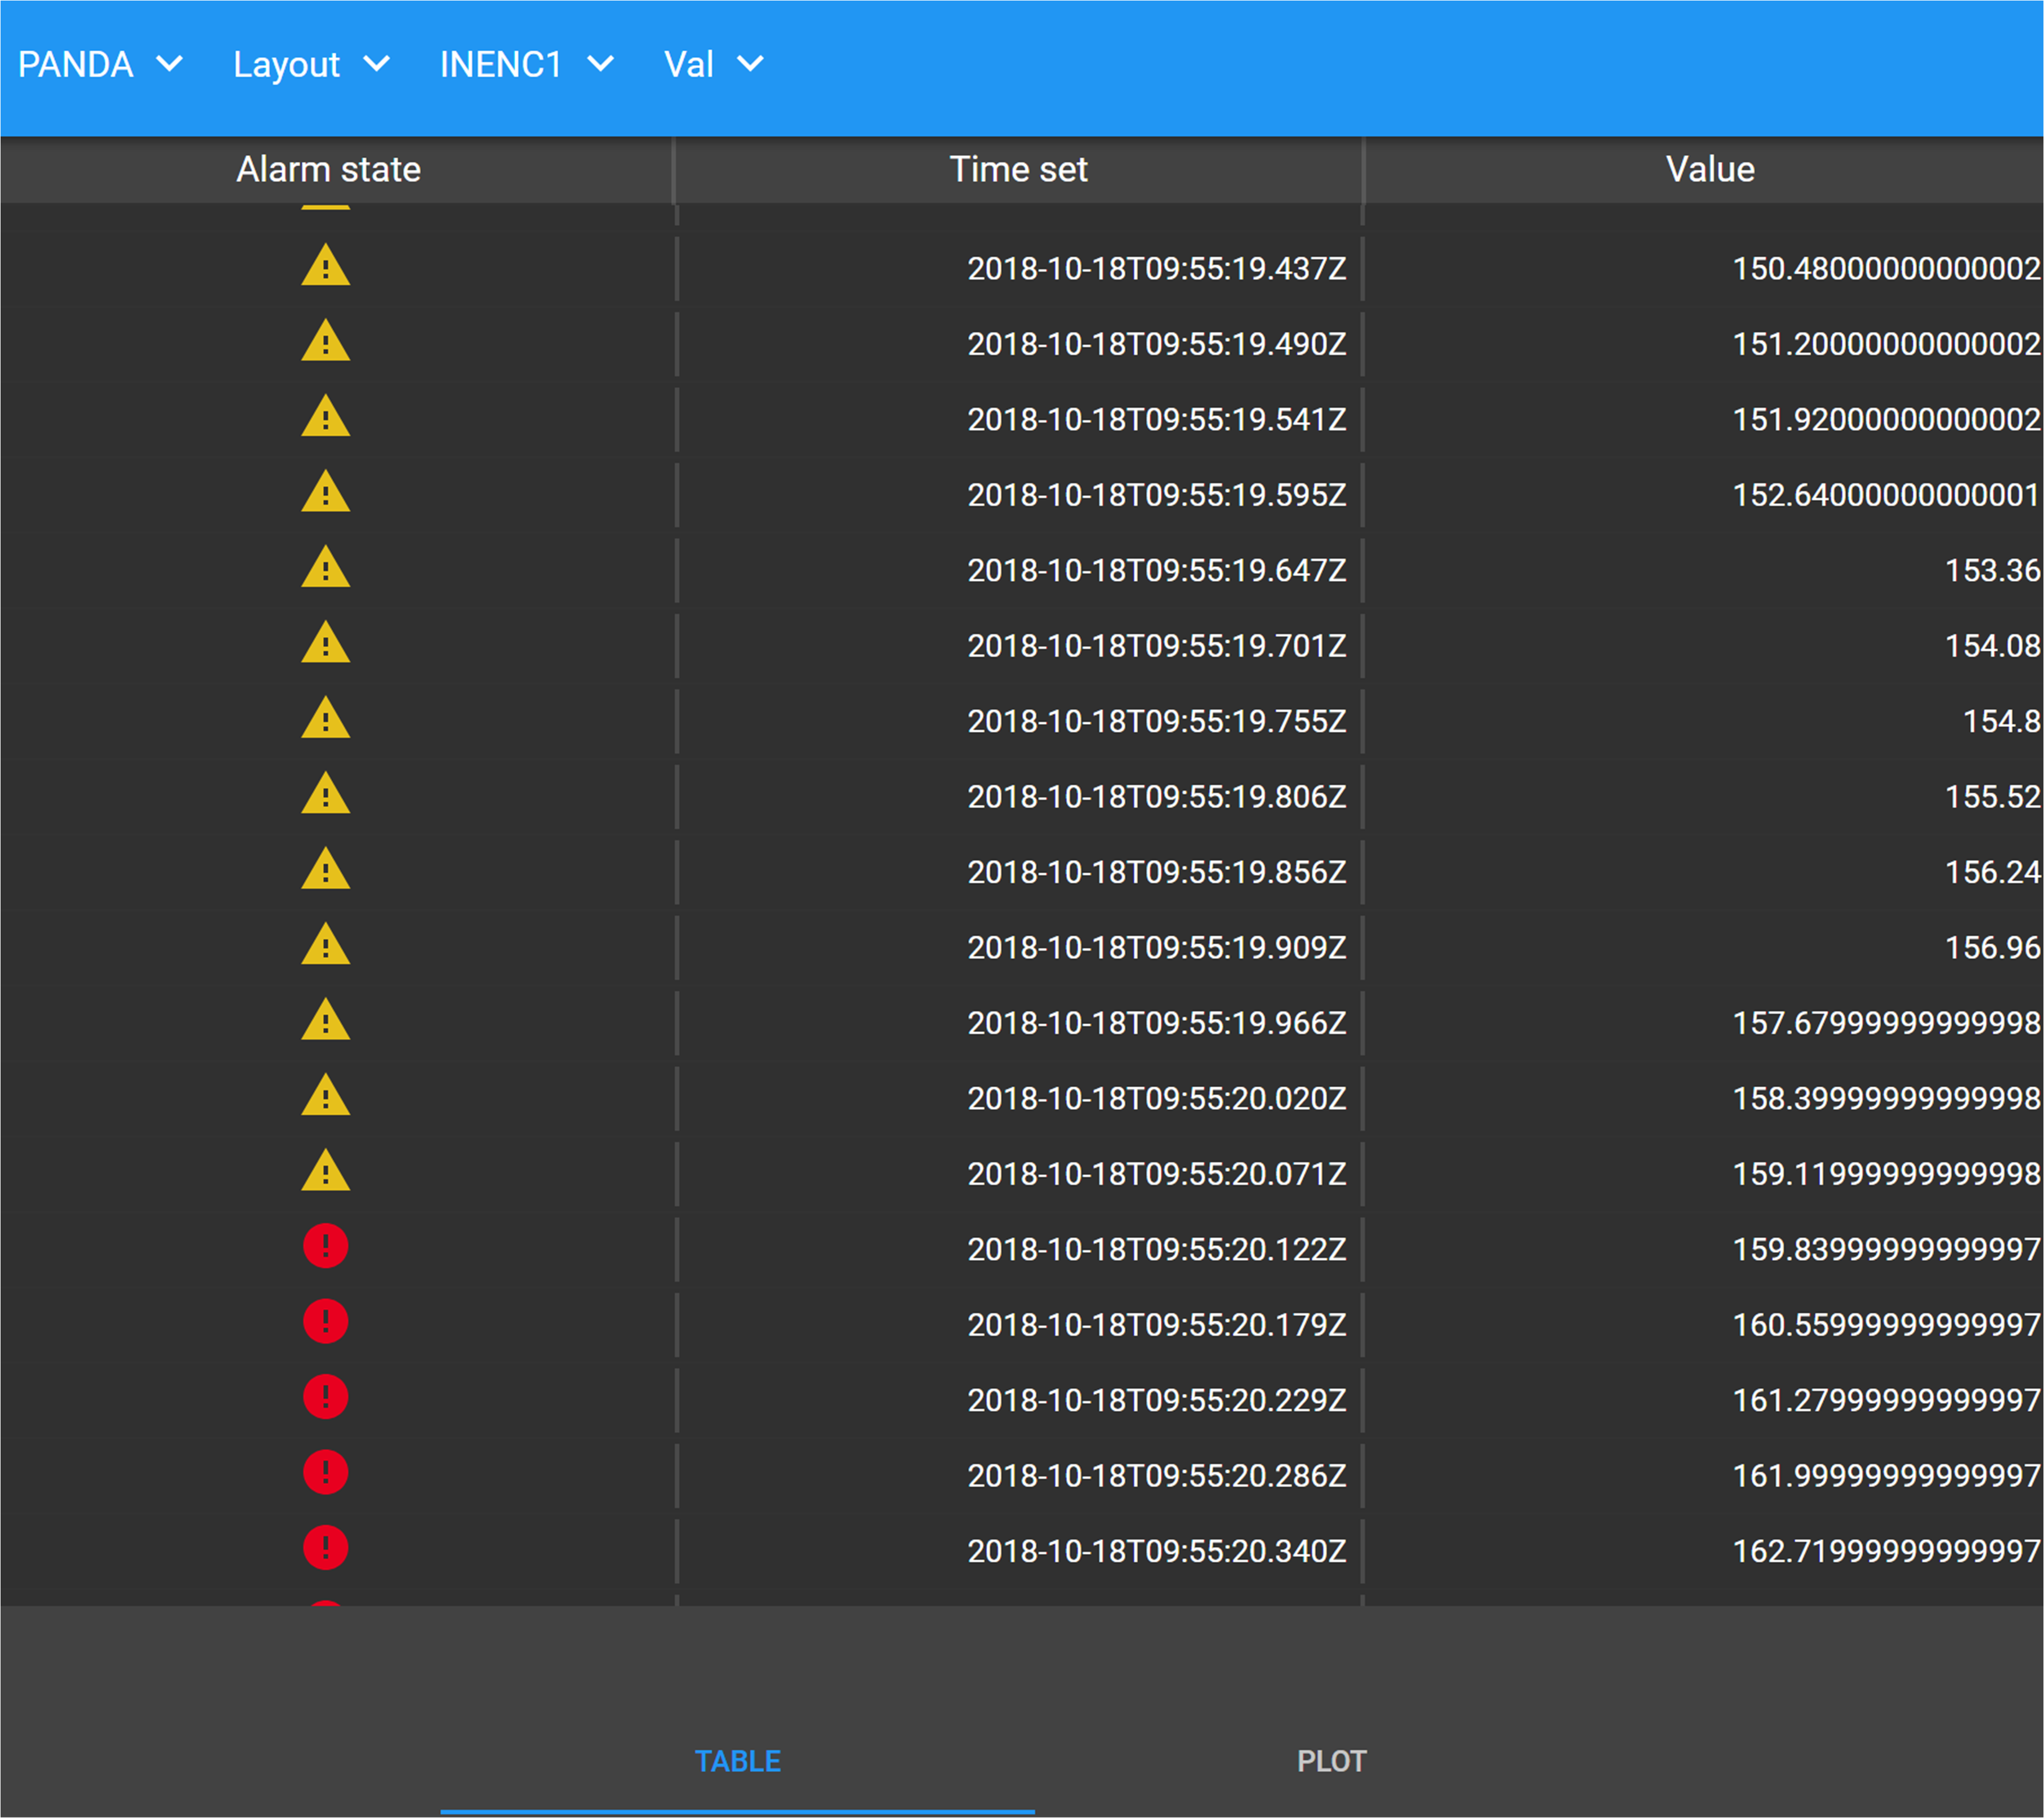 PANDA Layout INENC1 Val
Alarm state Time set Value
2018-10-18T09:55:19.437Z 150.48000000000002
2018-10-18T09:55:19.490Z 151.20000000000002
2018-10-18T09:55:19.541Z 151.92000000000002
2018-10-18T09:55:19.595Z 152.64000000000001
2018-10-18T09:55:19.647Z 153.36
2018-10-18T09:55:19.701Z 154.08
2018-10-18T09:55:19.755Z 154.8
2018-10-18T09:55:19.806Z 155.52
2018-10-18T09:55:19.856Z 156.24
2018-10-18T09:55:19.909Z 156.96
2018-10-18T09:55:19.966Z 157.67999999999998
2018-10-18T09:55:20.020Z 158.39999999999998
2018-10-18T09:55:20.071Z 159.11999999999998
2018-10-18T09:55:20.122Z 159.83999999999997
2018-10-18T09:55:20.179Z 160.55999999999997
2018-10-18T09:55:20.229Z 161.27999999999997
2018-10-18T09:55:20.286Z 161.99999999999997
2018-10-18T09:55:20.340Z 162.71999999999997
TABLE PLOT